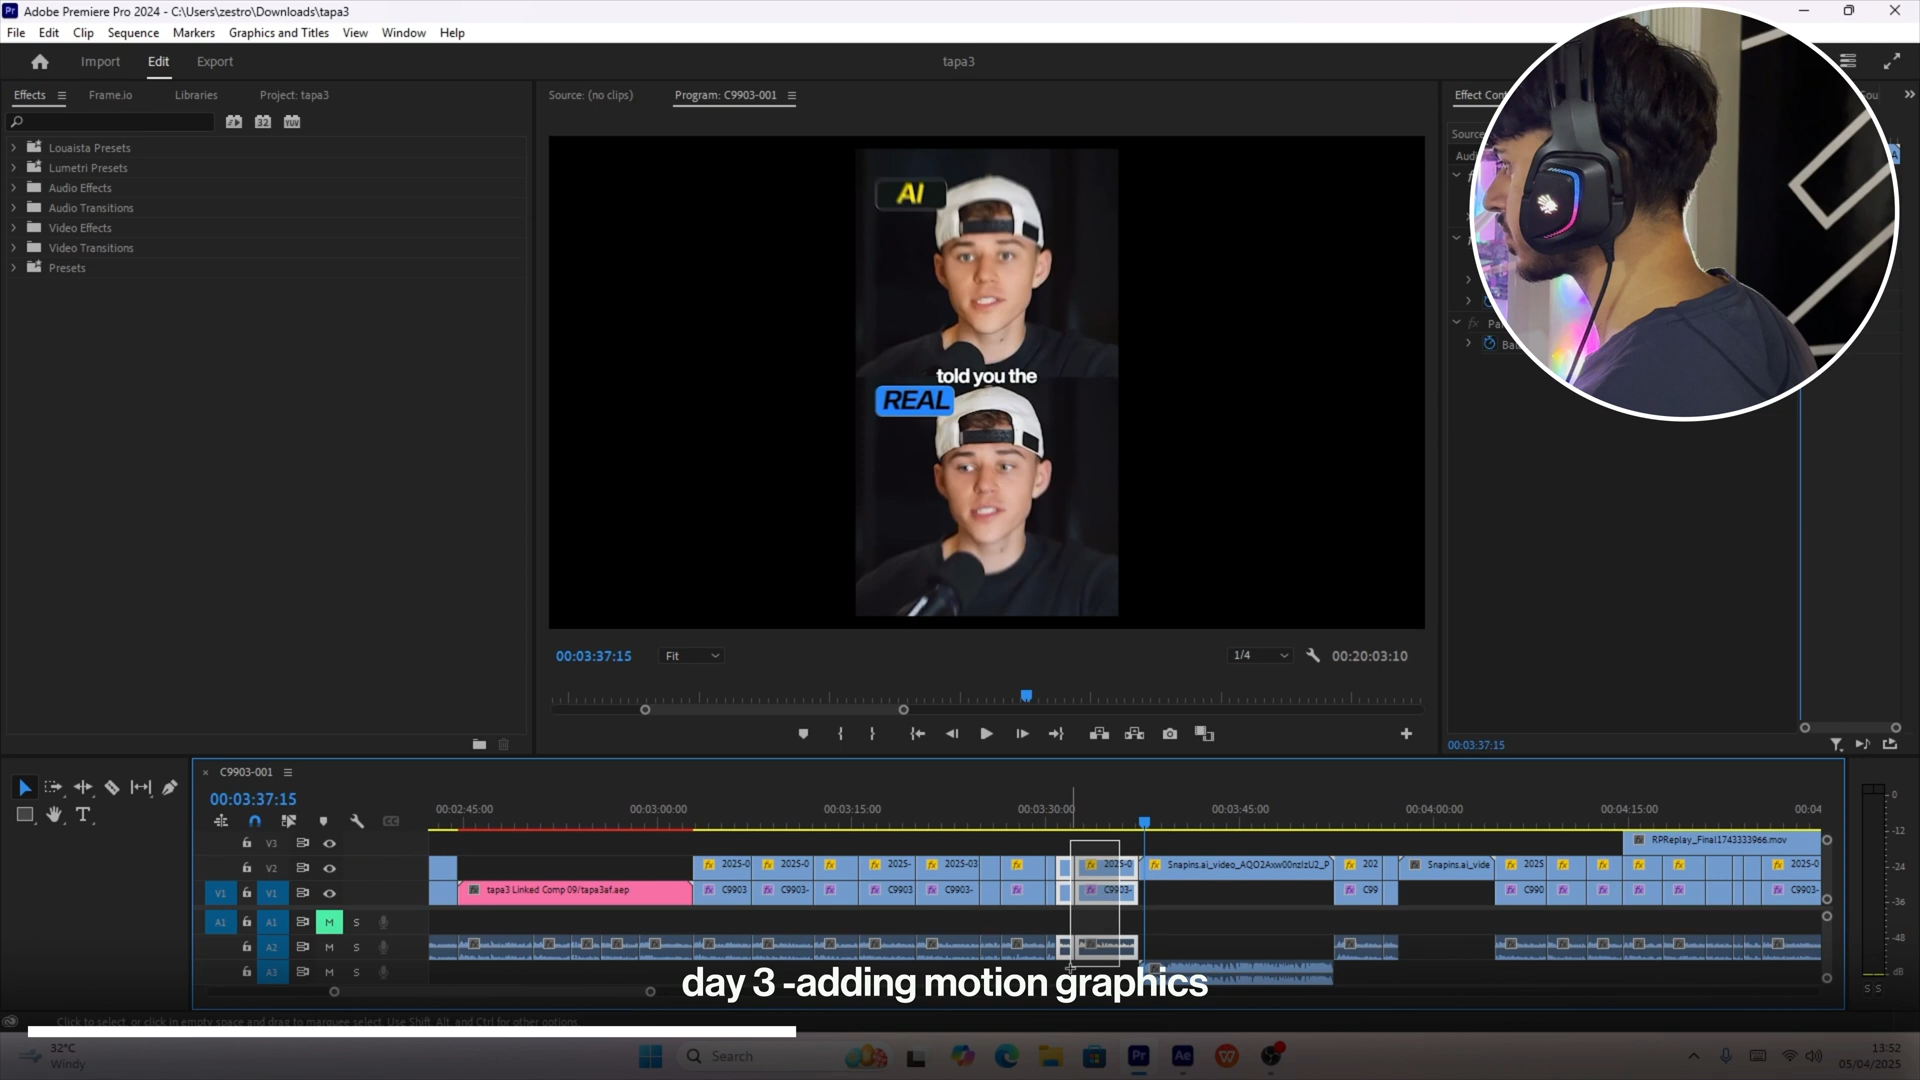 Adobe Premiere Pro 2024 - C:\Users\zestro\Downloads\tapa3
File Edit Clip Sequence Markers Graphics and Titles View Window Help
Import Edit Export
tapa3
Effects Frame.io Libraries Project: tapa3
Source: (no clips) Program: C9903-001
Effect Con
Louaista Presets
Lumetri Presets
Audio Effects
Audio Transitions
Video Effects
Video Transitions
Presets
AI
told you the
REAL
00:03:37:15 Fit 1/4 00:20:03:10
00:03:37:15
C9903-001
00:03:37:15
00:02:45:00 00:03:00:00 00:03:15:00 00:03:30:00 00:03:45:00 00:04:00:00 00:04:15:00 00:04
V3 RPReplay_Final1743333966.mov
V2 2025-0 2025-0 2025- 2025-03 2025-0 Snapins.ai_video_AQO2Axw00nzIzU2_P 202 Snapins.ai_vide 2025 2025-0
V1 V1 tapa3 Linked Comp 09/tapa3af.aep C9903 C9903- C9903 C9903- C9903- C99 C990 C9903-
A1 A1 M S
A2 M S
A3 M S
0
-12
-24
-36
-48
dB
S S
day 3 -adding motion graphics
Click to select, or click in empty space and drag to marquee select. Use Shift, Alt, and Ctrl for other options.
32°C
Windy
Search
13:52
05/04/2025